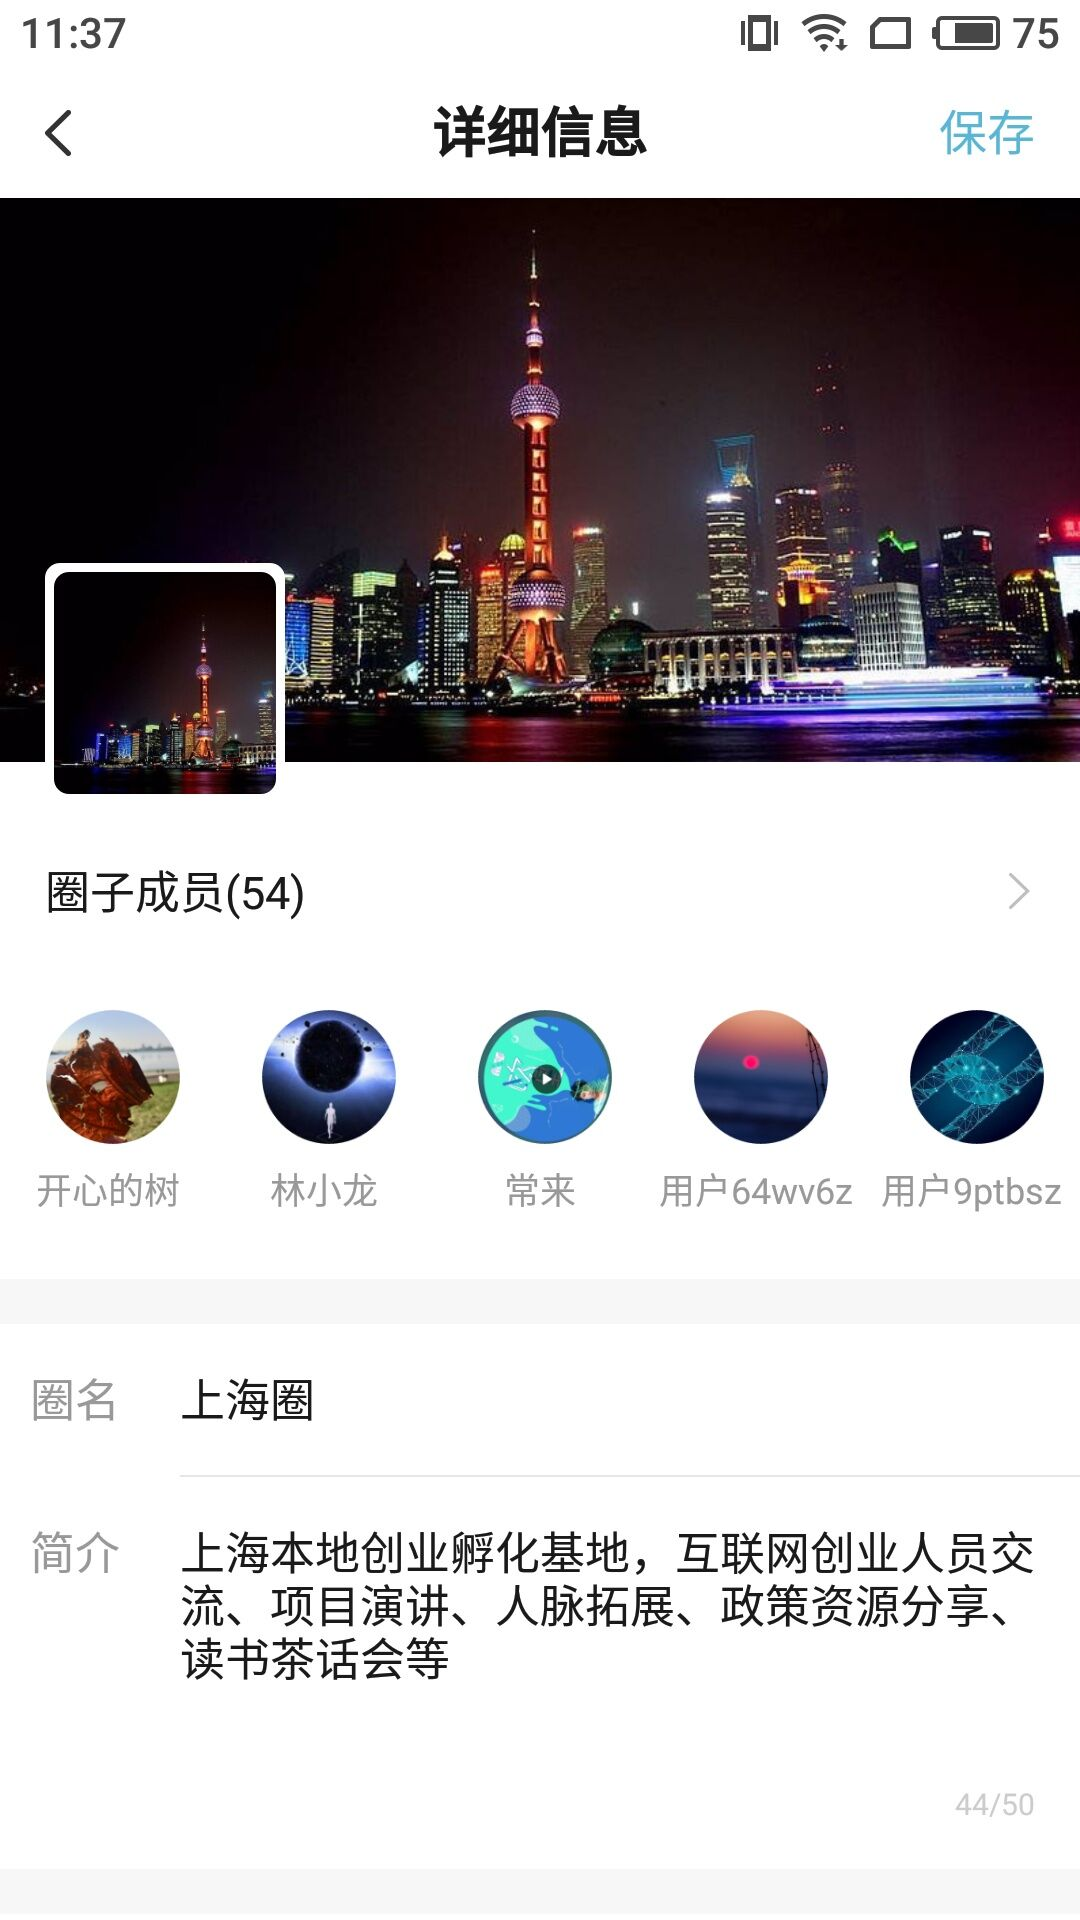 11:37
75
详细信息
保存
圈子成员(54)
开心的树
林小龙
常来
用户64wv6z
用户9ptbsz
圈名
上海圈
简介
上海本地创业孵化基地，互联网创业人员交
流、项目演讲、人脉拓展、政策资源分享、
读书茶话会等
44/50